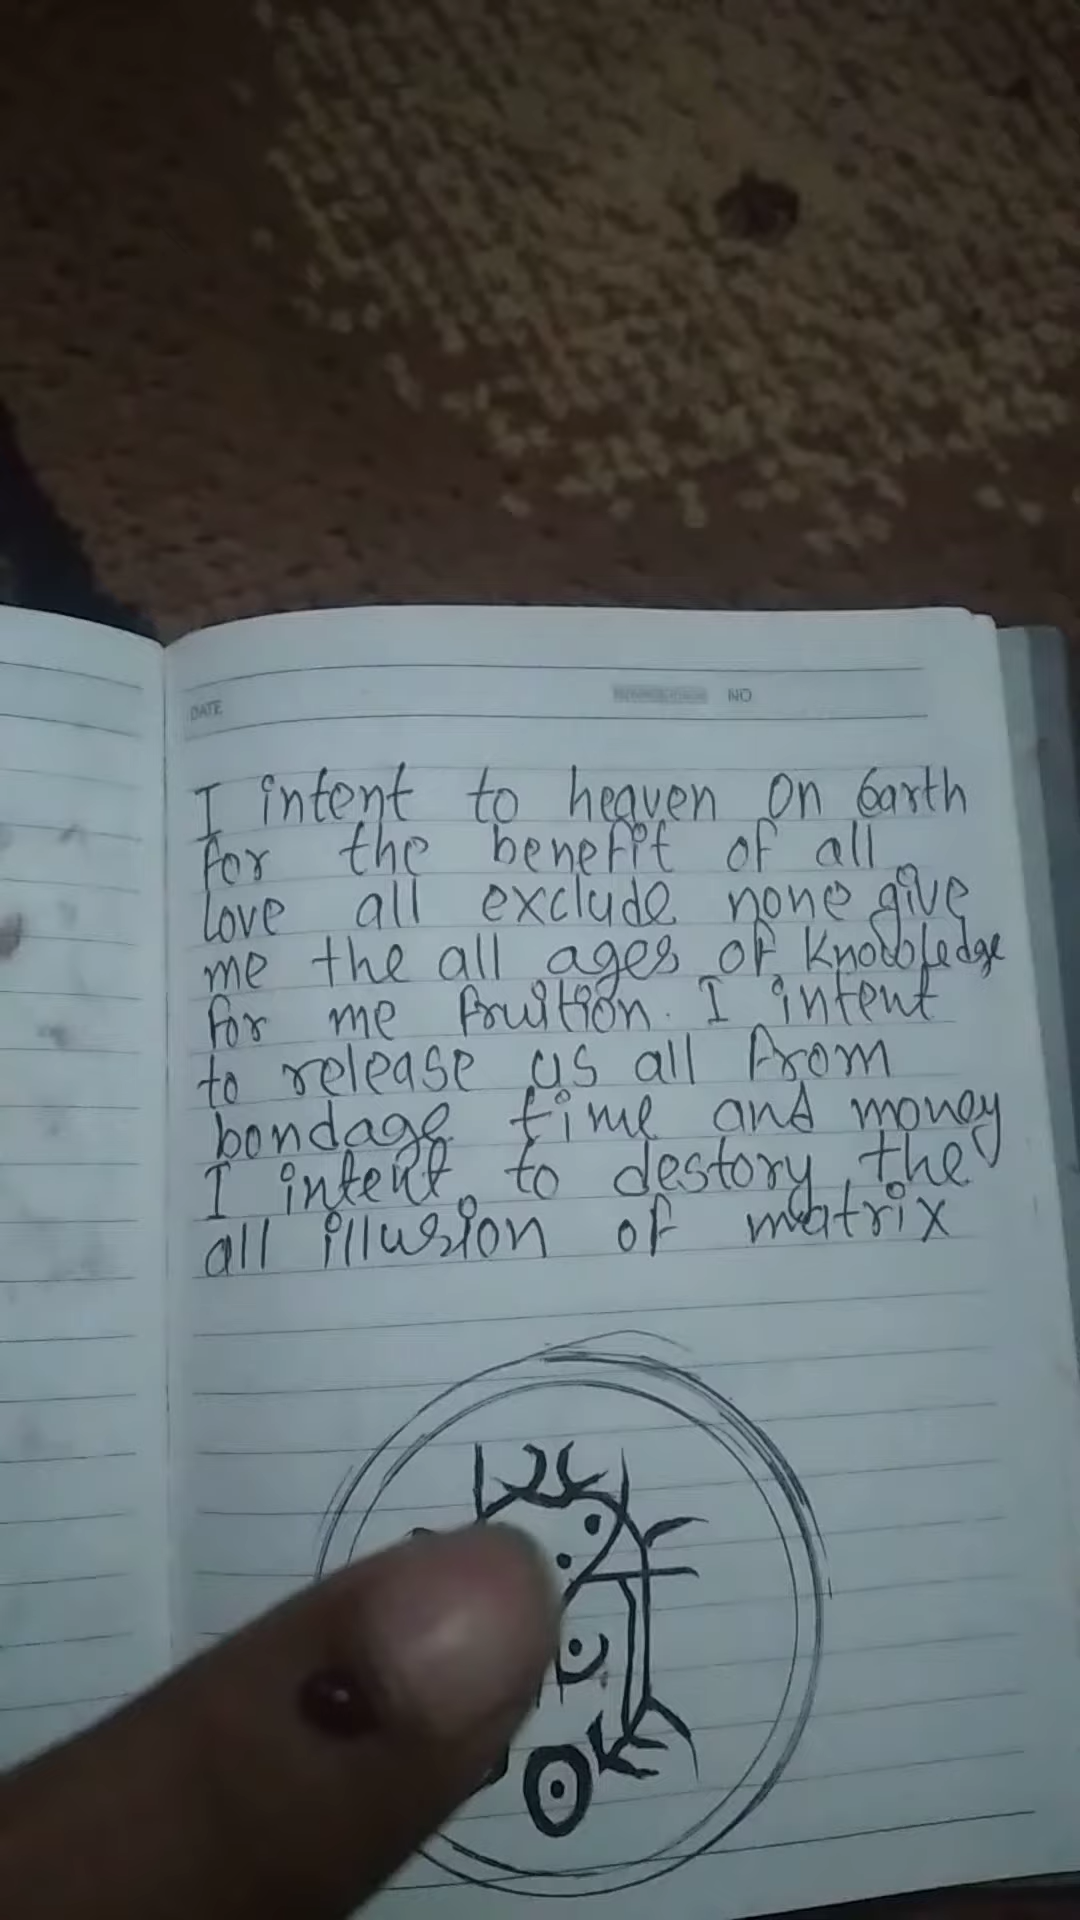 DATE
NO
I intent to heaven on Earth
for the benefit of all
love all exclude none give
me the all ages of knowledge
for me fruition. I intent
to release us all from
bondage time and money
I intent to destory the
all illusion of matrix